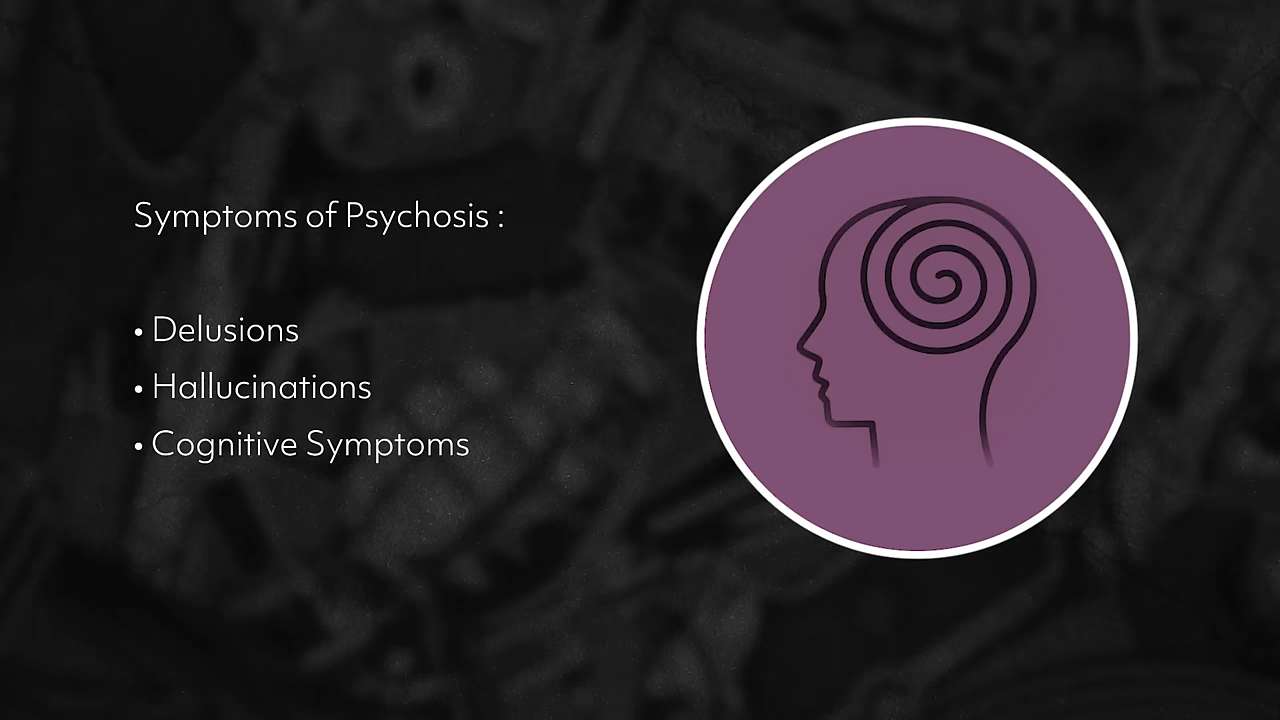 Symptoms of Psychosis :
• Delusions
• Hallucinations
• Cognitive Symptoms